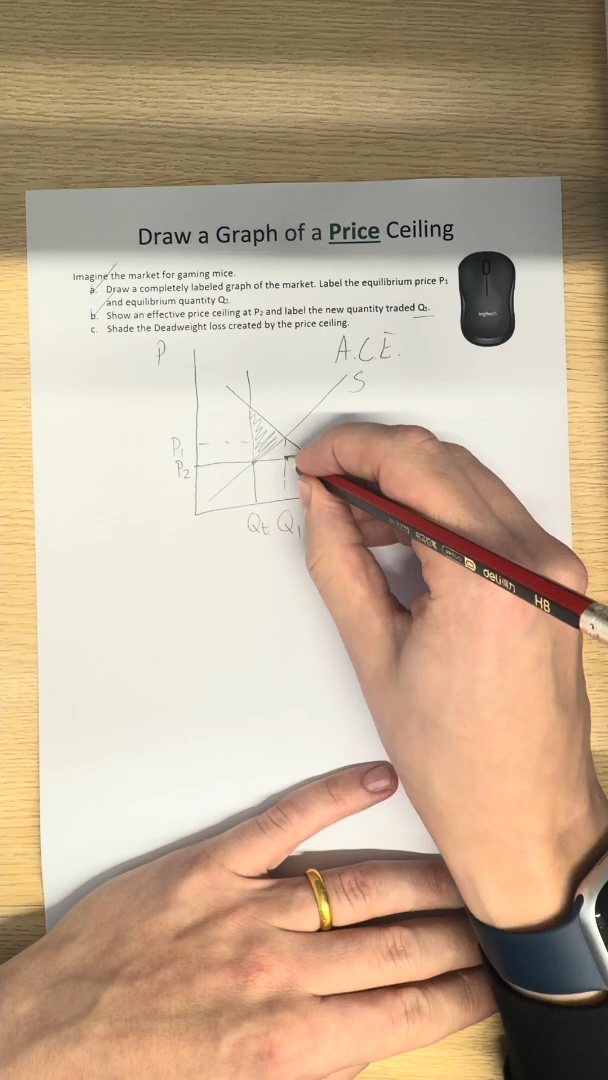 Draw a Graph of a Price Ceiling
Imagine the market for gaming mice.
a. Draw a completely labeled graph of the market. Label the equilibrium price P₁
and equilibrium quantity Q₁.
b. Show an effective price ceiling at P₂ and label the new quantity traded Qₜ.
c. Shade the Deadweight loss created by the price ceiling.
logitech
P
A.C.E.
S
P₁
P₂
Qt Q₁
deli
HB